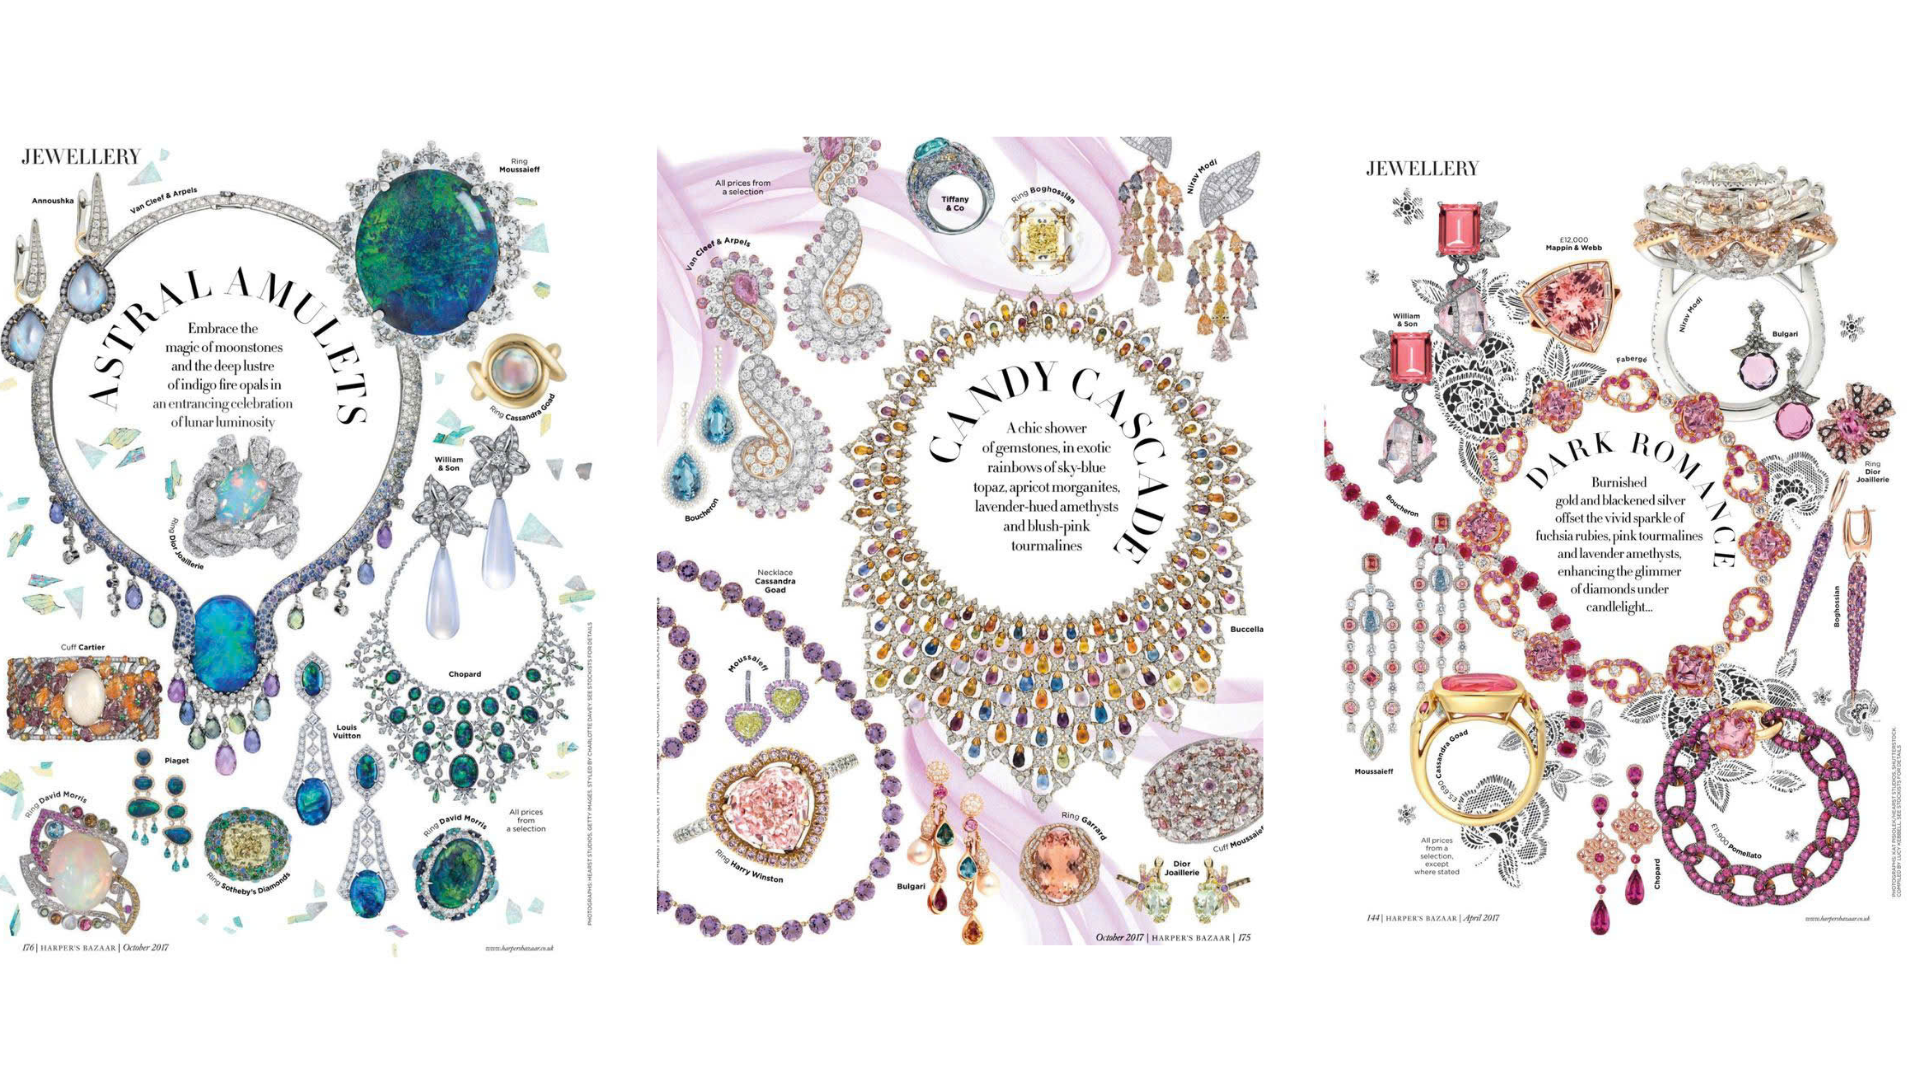 JEWELLERY
Ring
Moussaieff
Annoushka
Van Cleef & Arpels
ASTRAL AMULETS
Embrace the
magic of moonstones
and the deep lustre
of indigo fire opals in
an entrancing celebration
of lunar luminosity
Ring Cassandra Goad
William
& Son
Ring Dior Joaillerie
Cuff Cartier
Chopard
Louis
Vuitton
Piaget
Ring David Morris
Ring Sotheby's Diamonds
Ring David Morris
All prices
from
a selection
PHOTOGRAPHS: HEARST STUDIOS, GETTY IMAGES. STYLED BY CHARLOTTE DAVEY. SEE STOCKISTS FOR DETAILS
176 | HARPER'S BAZAAR | October 2017
www.harpersbazaar.co.uk
All prices from
a selection
Tiffany
& Co
Ring Boghossian
Nirav Modi
Van Cleef & Arpels
CANDY CASCADE
A chic shower
of gemstones, in exotic
rainbows of sky-blue
topaz, apricot morganites,
lavender-hued amethysts
and blush-pink
tourmalines
Boucheron
Necklace
Cassandra
Goad
Buccella
Moussaieff
Ring Harry Winston
Bulgari
Ring Garrard
Dior
Joaillerie
Cuff Moussaief
October 2017 | HARPER'S BAZAAR | 175
JEWELLERY
£12,000
Mappin & Webb
Nirav Modi
William
& Son
Bulgari
Fabergé
DARK ROMANCE
Burnished
gold and blackened silver
offset the vivid sparkle of
fuchsia rubies, pink tourmalines
and lavender amethysts,
enhancing the glimmer
of diamonds under
candlelight...
Ring
Dior
Joaillerie
Boucheron
Boghossian
Moussaieff
£5,690 Cassandra Goad
£11,900 Pomellato
Chopard
All prices
from a
selection,
except
where stated
144 | HARPER'S BAZAAR | April 2017
www.harpersbazaar.co.uk